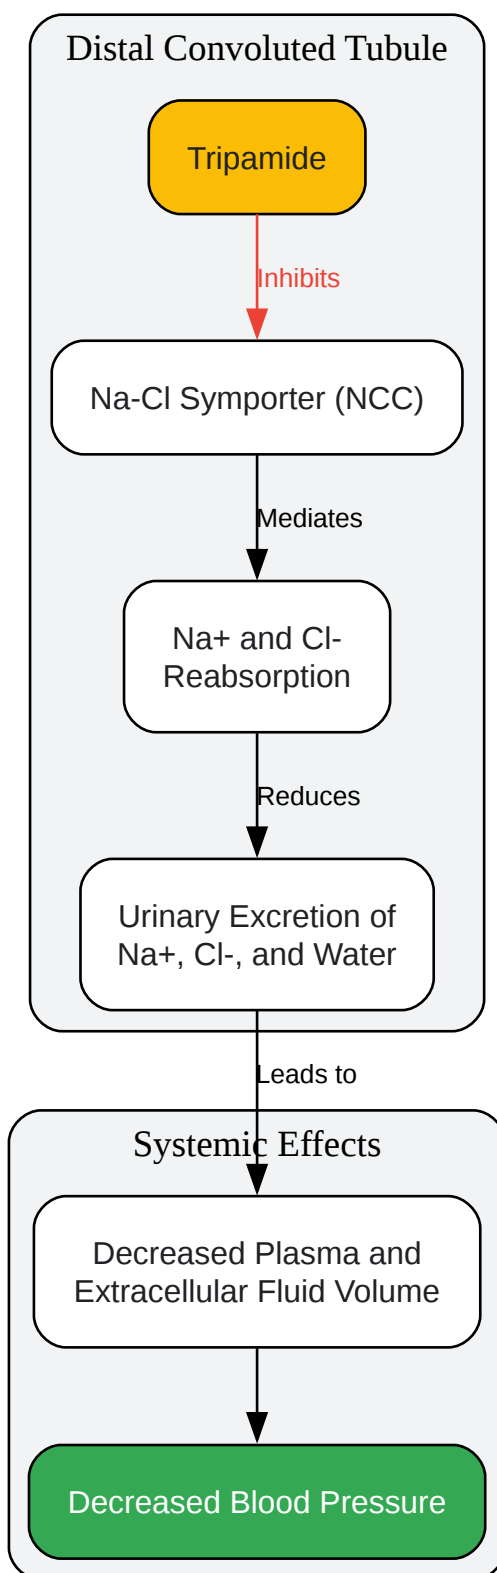 Distal Convoluted Tubule
Tripamide
Inhibits
Na-Cl Symporter (NCC)
Mediates
Na+ and Cl-
Reabsorption
Reduces
Urinary Excretion of
Na+, Cl-, and Water
Leads to
Systemic Effects
Decreased Plasma and
Extracellular Fluid Volume
Decreased Blood Pressure